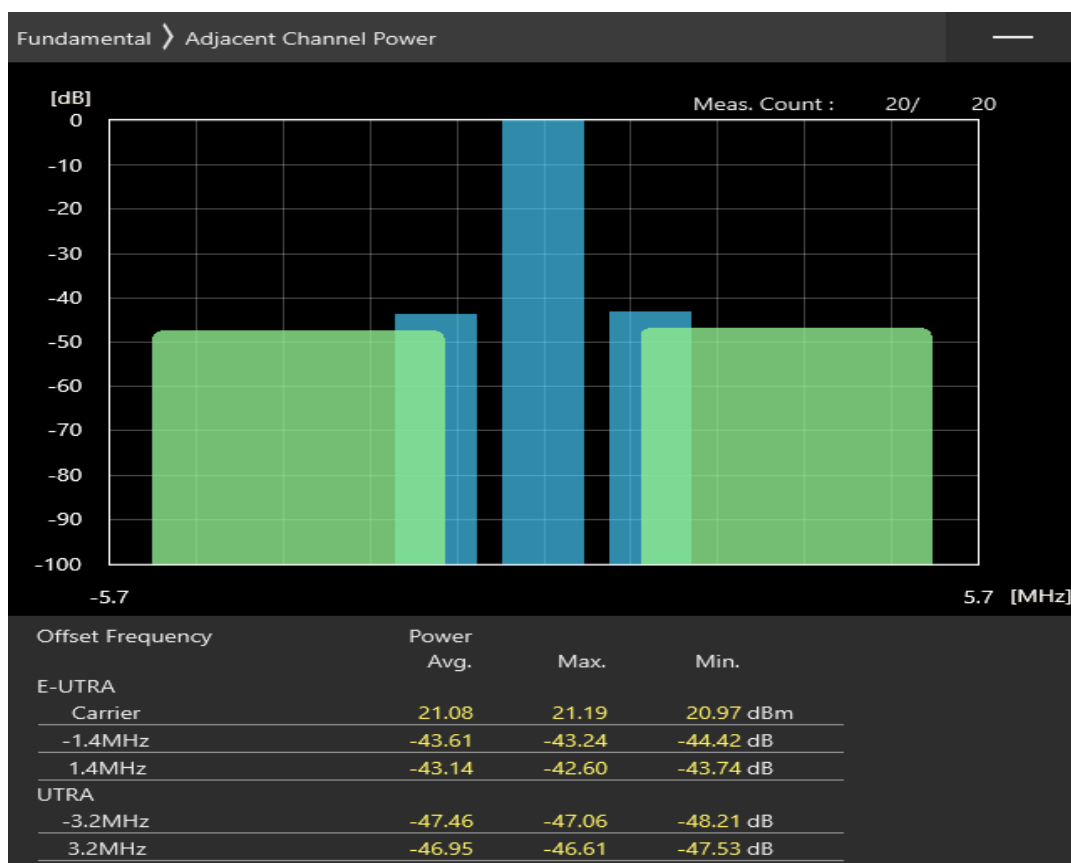 Fundamental 〉 Adjacent Channel Power
[dB]
Meas. Count : 20/ 20
0
-10
-20
-30
-40
-50
-60
-70
-80
-90
-100
-5.7 5.7 [MHz]
Offset Frequency Power
Avg. Max. Min.
E-UTRA
Carrier 21.08 21.19 20.97 dBm
-1.4MHz -43.61 -43.24 -44.42 dB
1.4MHz -43.14 -42.60 -43.74 dB
UTRA
-3.2MHz -47.46 -47.06 -48.21 dB
3.2MHz -46.95 -46.61 -47.53 dB